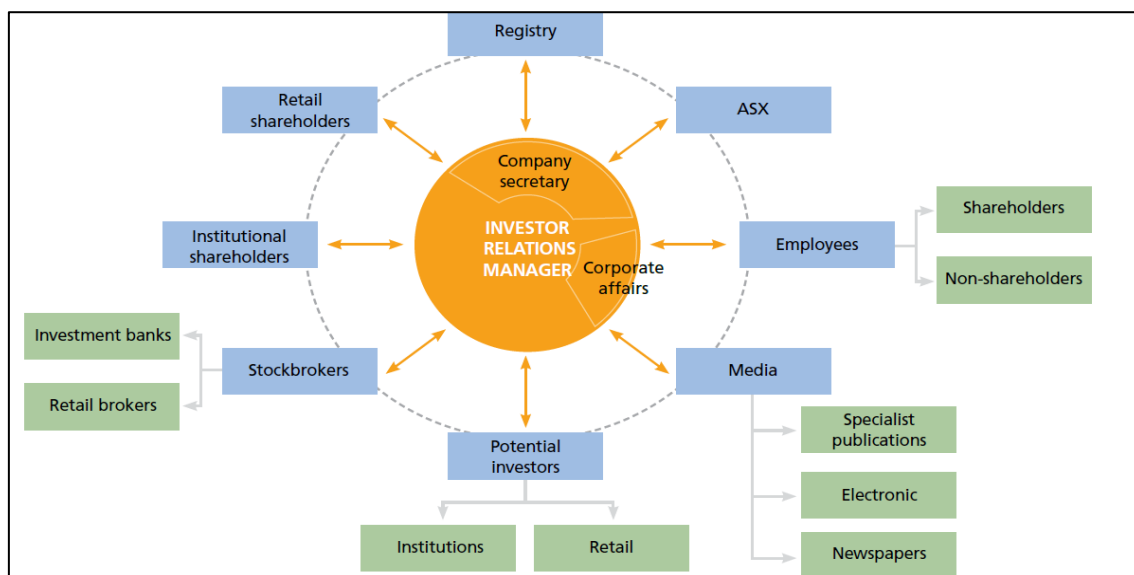 Registry
Retail
shareholders
ASX
Company
secretary
INVESTOR
RELATIONS
MANAGER
Corporate
affairs
Institutional
shareholders
Employees
Shareholders
Non-shareholders
Investment banks
Retail brokers
Stockbrokers
Media
Potential
investors
Specialist
publications
Electronic
Newspapers
Institutions
Retail